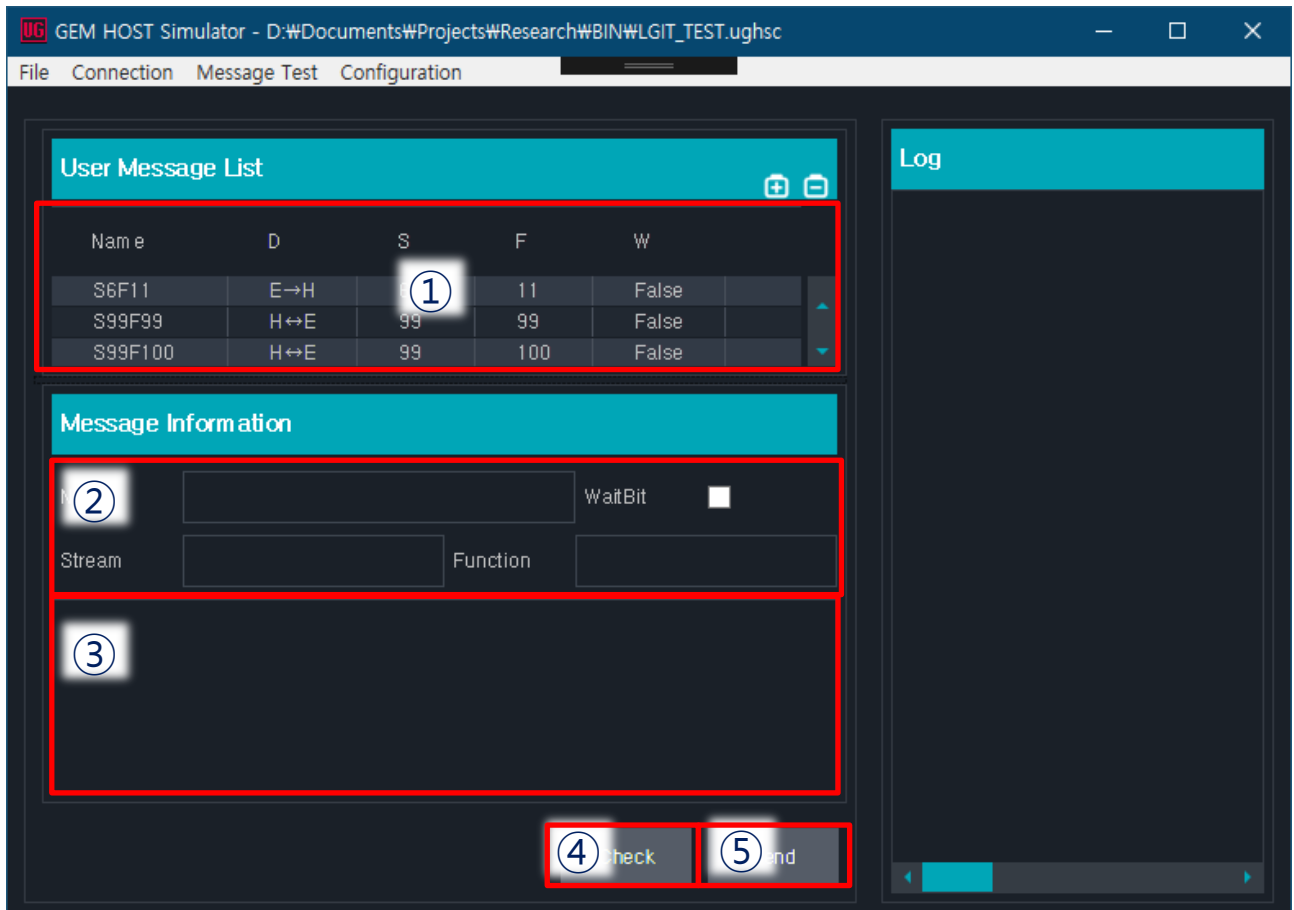 UG GEM HOST Simulator - D:₩Documents₩Projects₩Research₩BIN₩LGIT_TEST.ughsc
File Connection Message Test Configuration
User Message List
Name D S F W
S6F11 E→H ① 11 False
S99F99 H↔E 99 99 False
S99F100 H↔E 99 100 False
Message Information
② WaitBit
Stream Function
③
④ Check
⑤ end
Log